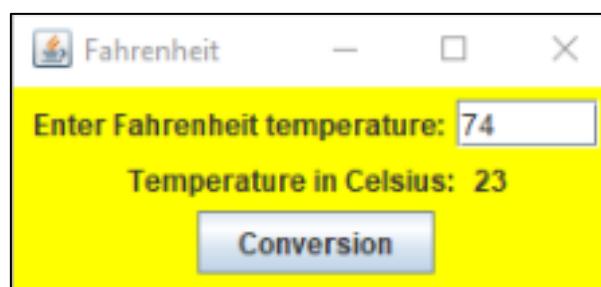 Fahrenheit
Enter Fahrenheit temperature: 74
Temperature in Celsius: 23
Conversion